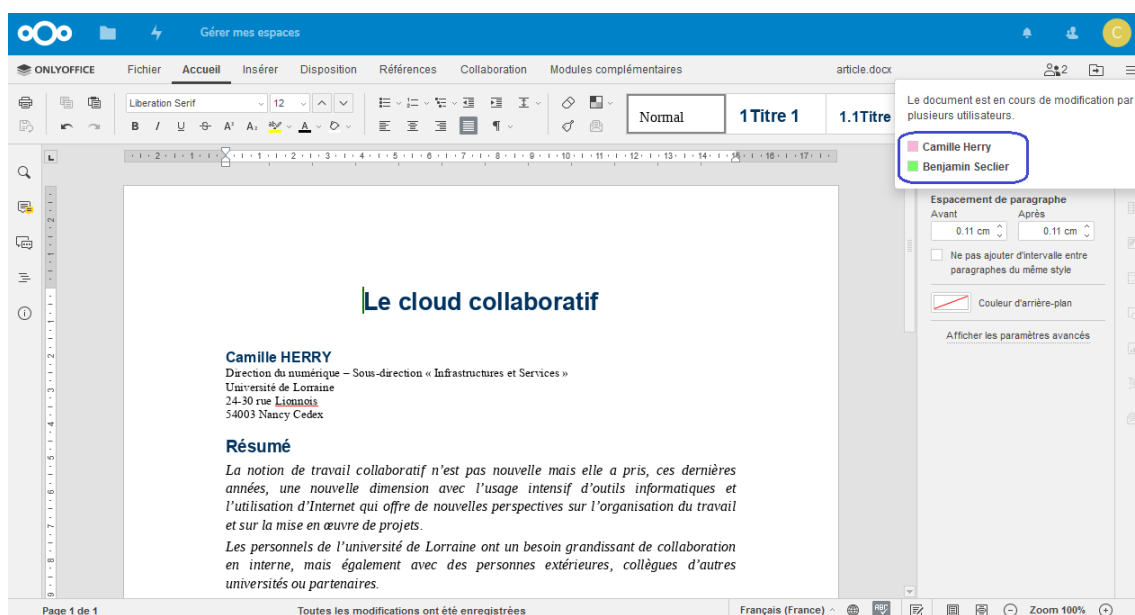 Gérer mes espaces
C
ONLYOFFICE Fichier Accueil Insérer Disposition Références Collaboration Modules complémentaires article.docx 2
Liberation Serif 12
Normal 1Titre 1 1.1Titre
Le document est en cours de modification par
plusieurs utilisateurs.
Camille Herry
Benjamin Seclier
Espacement de paragraphe
Avant Après
0.11 cm 0.11 cm
Ne pas ajouter d'intervalle entre
paragraphes du même style
Couleur d'arrière-plan
Afficher les paramètres avancés
Le cloud collaboratif
Camille HERRY
Direction du numérique – Sous-direction « Infrastructures et Services »
Université de Lorraine
24-30 rue Lionnois
54003 Nancy Cedex
Résumé
La notion de travail collaboratif n’est pas nouvelle mais elle a pris, ces dernières
années, une nouvelle dimension avec l’usage intensif d’outils informatiques et
l’utilisation d’Internet qui offre de nouvelles perspectives sur l’organisation du travail
et sur la mise en œuvre de projets.
Les personnels de l’université de Lorraine ont un besoin grandissant de collaboration
en interne, mais également avec des personnes extérieures, collègues d’autres
universités ou partenaires.
Page 1 de 1 Toutes les modifications ont été enregistrées Français (France) Zoom 100%